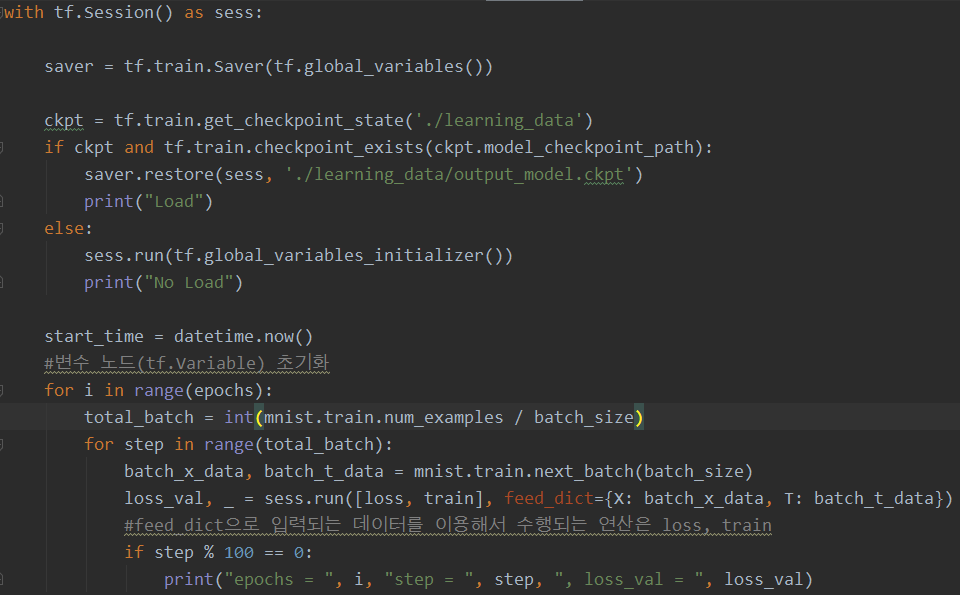 with tf.Session() as sess:
saver = tf.train.Saver(tf.global_variables())
ckpt = tf.train.get_checkpoint_state('./learning_data')
if ckpt and tf.train.checkpoint_exists(ckpt.model_checkpoint_path):
saver.restore(sess, './learning_data/output_model.ckpt')
print("Load")
else:
sess.run(tf.global_variables_initializer())
print("No Load")
start_time = datetime.now()
#변수 노드(tf.Variable) 초기화
for i in range(epochs):
total_batch = int(mnist.train.num_examples / batch_size)
for step in range(total_batch):
batch_x_data, batch_t_data = mnist.train.next_batch(batch_size)
loss_val, _ = sess.run([loss, train], feed_dict={X: batch_x_data, T: batch_t_data})
#feed_dict으로 입력되는 데이터를 이용해서 수행되는 연산은 loss, train
if step % 100 == 0:
print("epochs = ", i, "step = ", step, ", loss_val = ", loss_val)